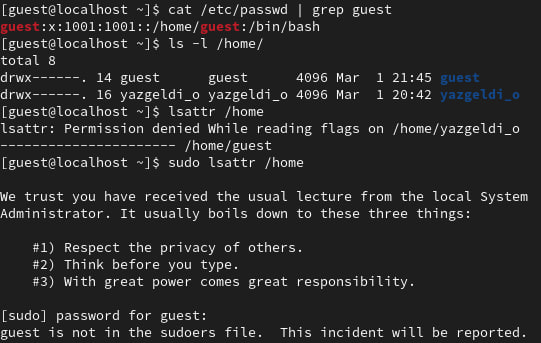 [guest@localhost ~]$ cat /etc/passwd | grep guest
guest:x:1001:1001::/home/guest:/bin/bash
[guest@localhost ~]$ ls -l /home/
total 8
drwx------. 14 guest      guest      4096 Mar  1 21:45 guest
drwx------. 16 yazgeldi_o yazgeldi_o 4096 Mar  1 20:42 yazgeldi_o
[guest@localhost ~]$ lsattr /home
lsattr: Permission denied While reading flags on /home/yazgeldi_o
---------------------- /home/guest
[guest@localhost ~]$ sudo lsattr /home
We trust you have received the usual lecture from the local System
Administrator. It usually boils down to these three things:
#1) Respect the privacy of others.
#2) Think before you type.
#3) With great power comes great responsibility.
[sudo] password for guest:
guest is not in the sudoers file.  This incident will be reported.